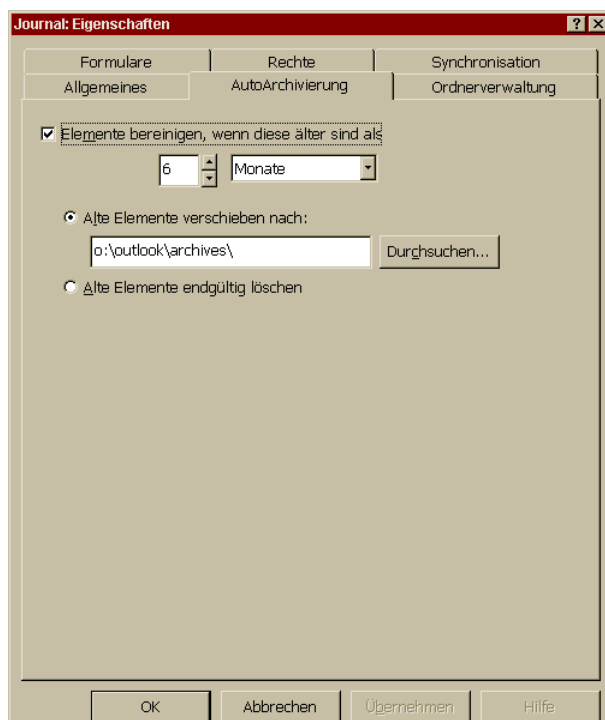 Journal: Eigenschaften
Formulare Rechte Synchronisation
Allgemeines AutoArchivierung Ordnerverwaltung
Elemente bereinigen, wenn diese älter sind als
6 Monate
Alte Elemente verschieben nach:
o:\outlook\archives\ Durchsuchen...
Alte Elemente endgültig löschen
OK Abbrechen Übernehmen Hilfe